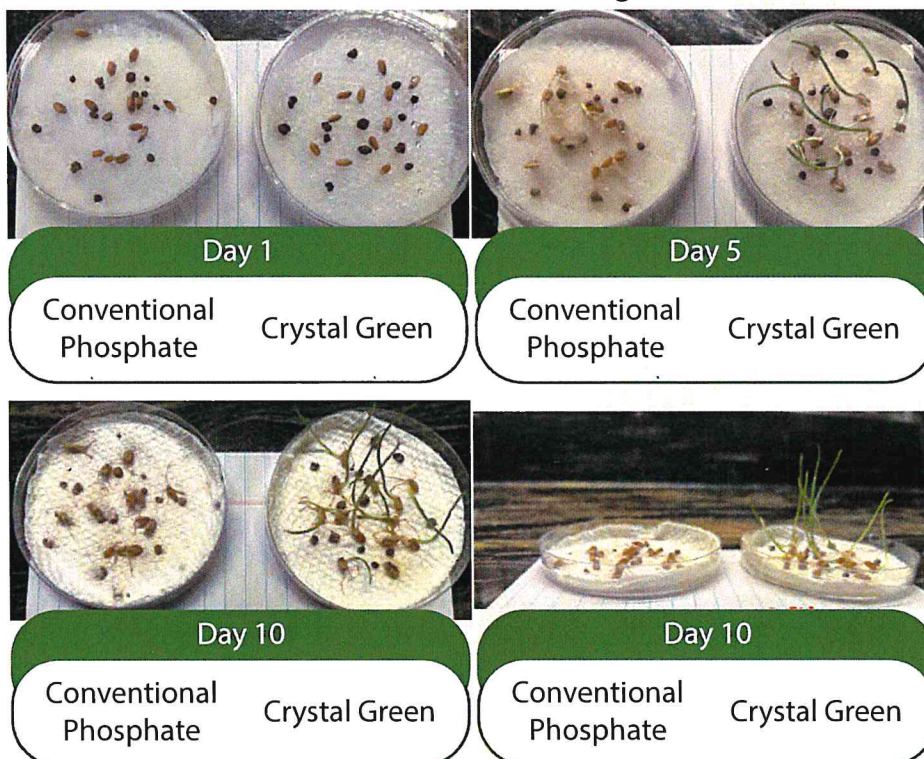 Day 1
Conventional
Phosphate
Crystal Green
Day 5
Conventional
Phosphate
Crystal Green
Day 10
Conventional
Phosphate
Crystal Green
Day 10
Conventional
Phosphate
Crystal Green